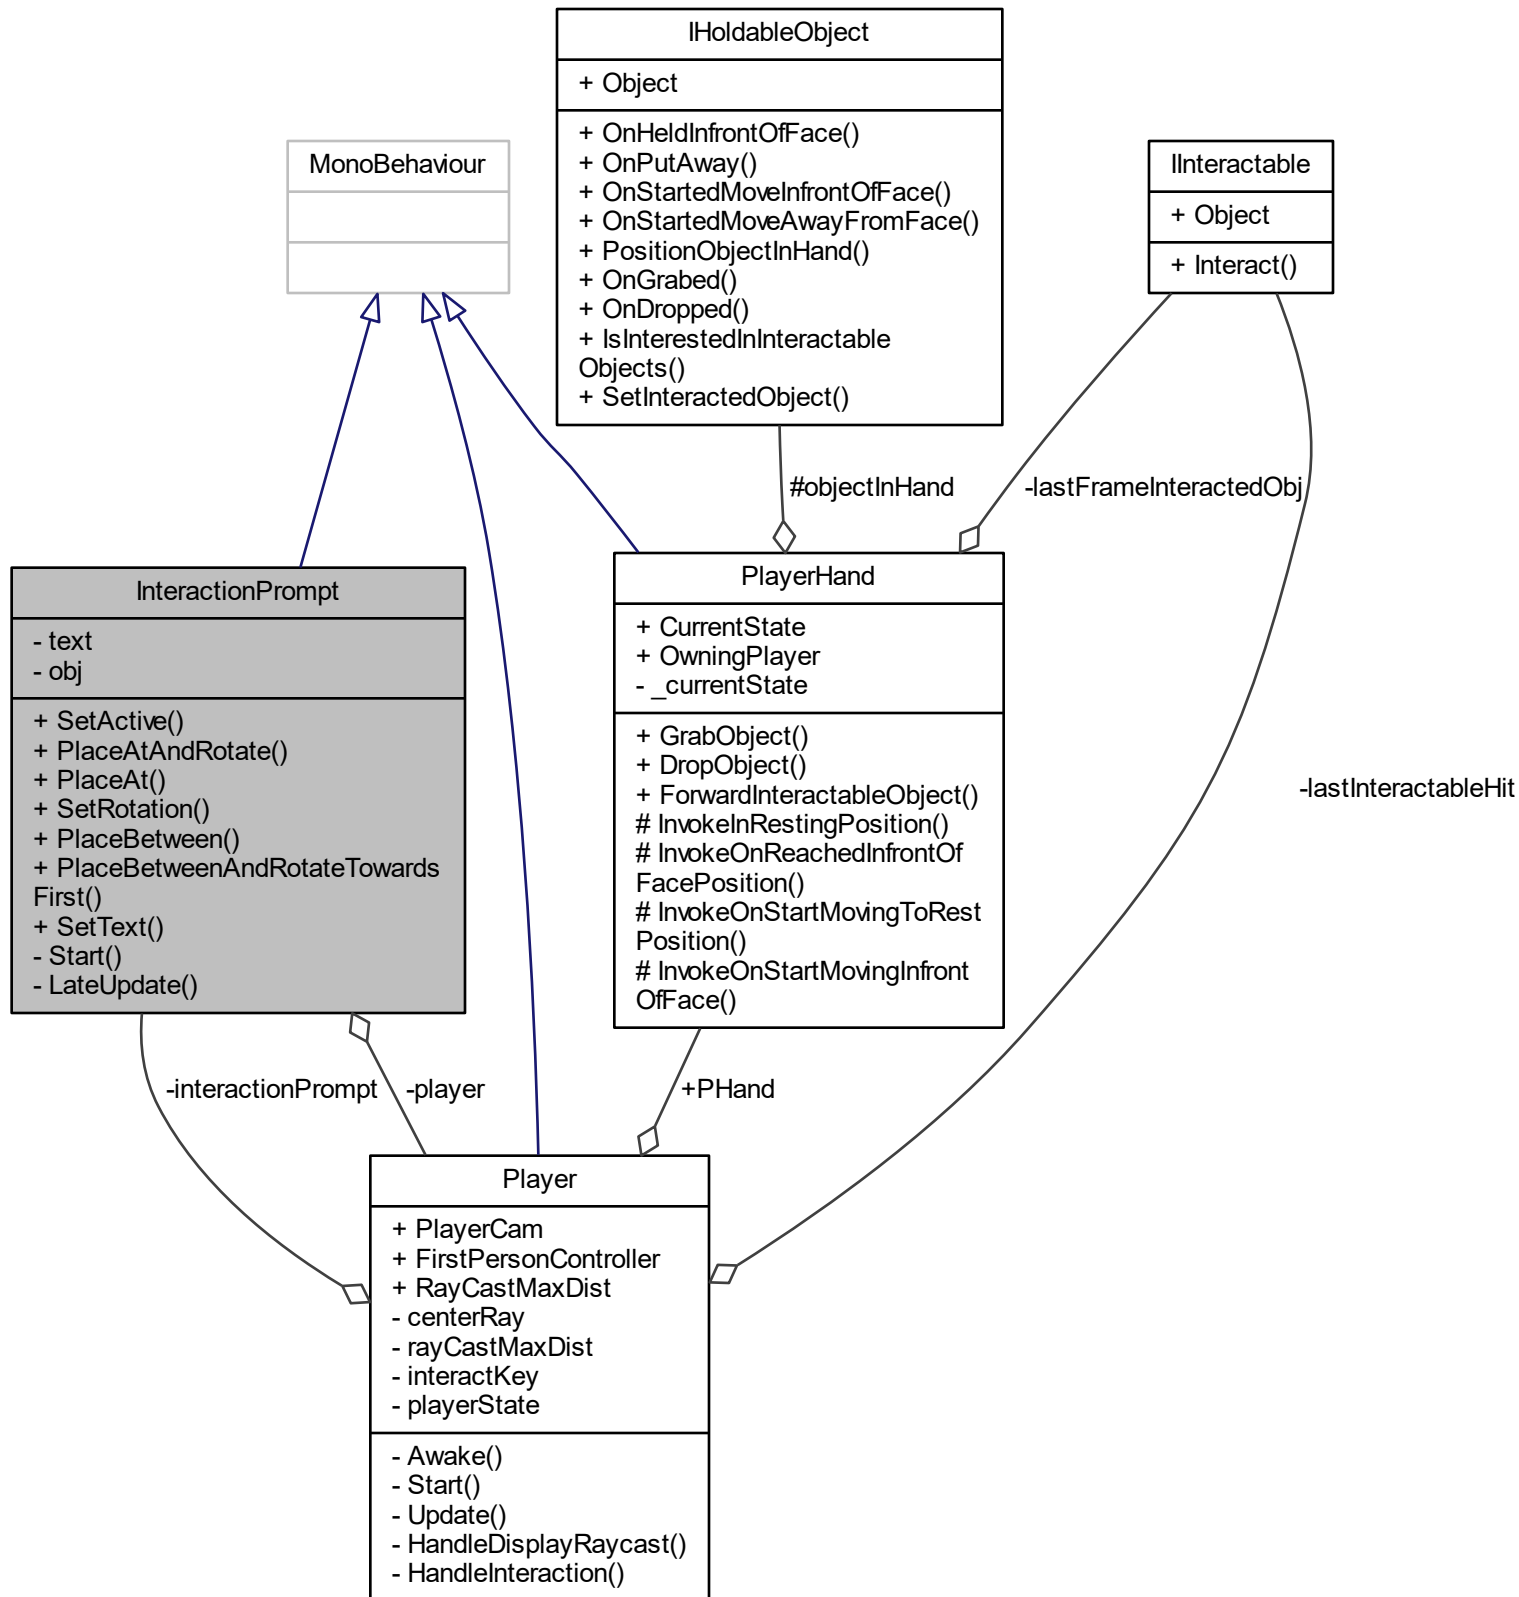 IHoldableObject
+ Object
+ OnHeldInfrontOfFace()
+ OnPutAway()
+ OnStartedMoveInfrontOfFace()
+ OnStartedMoveAwayFromFace()
+ PositionObjectInHand()
+ OnGrabed()
+ OnDropped()
+ IsInterestedInInteractable
Objects()
+ SetInteractedObject()
MonoBehaviour
IInteractable
+ Object
+ Interact()
#objectInHand
-lastFrameInteractedObj
InteractionPrompt
- text
- obj
+ SetActive()
+ PlaceAtAndRotate()
+ PlaceAt()
+ SetRotation()
+ PlaceBetween()
+ PlaceBetweenAndRotateTowards
First()
+ SetText()
- Start()
- LateUpdate()
PlayerHand
+ CurrentState
+ OwningPlayer
- _currentState
+ GrabObject()
+ DropObject()
+ ForwardInteractableObject()
# InvokeInRestingPosition()
# InvokeOnReachedInfrontOf
FacePosition()
# InvokeOnStartMovingToRest
Position()
# InvokeOnStartMovingInfront
OfFace()
-lastInteractableHit
-interactionPrompt
-player
+PHand
Player
+ PlayerCam
+ FirstPersonController
+ RayCastMaxDist
- centerRay
- rayCastMaxDist
- interactKey
- playerState
- Awake()
- Start()
- Update()
- HandleDisplayRaycast()
- HandleInteraction()